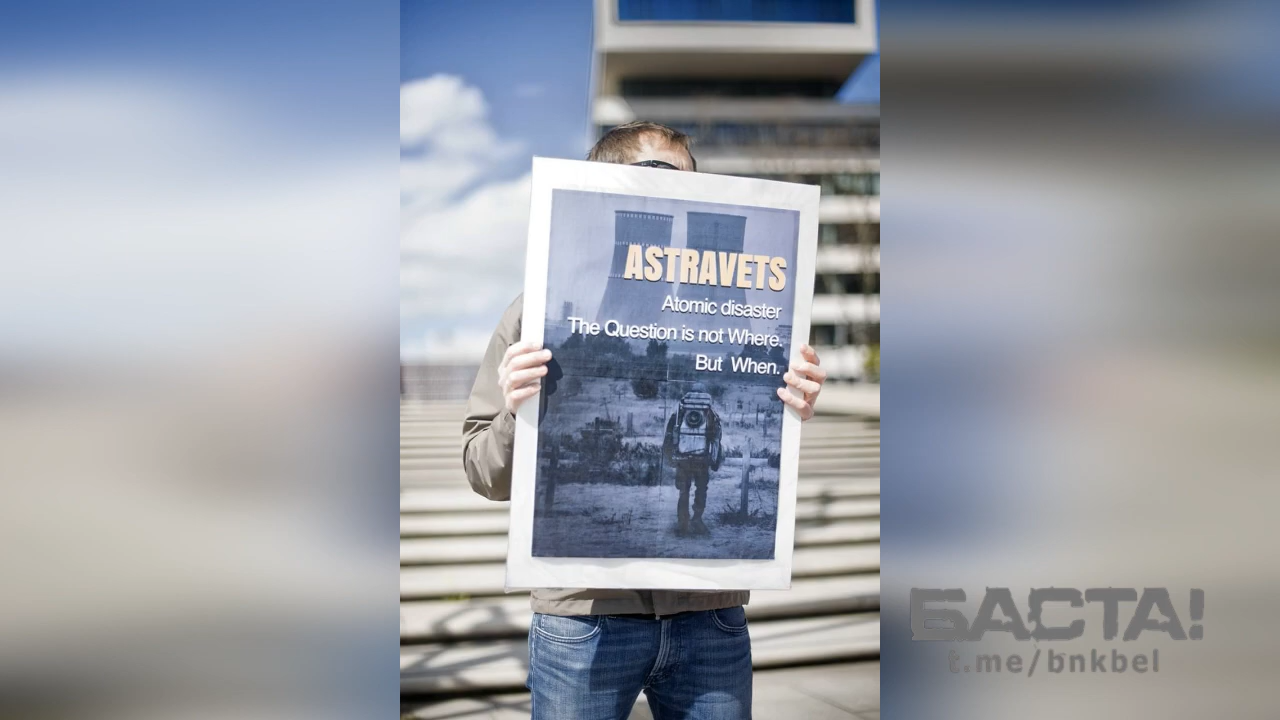 ASTRAVETS
Atomic disaster
The Question is not Where.
But When.
БАСТА!
t.me/bnkbel